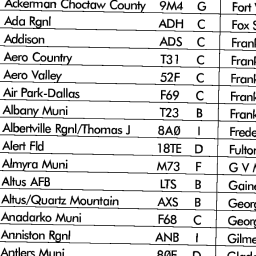 Ackerman Choctaw County 9M4 G Fort
Ada Rgnl ADH C Fox
Addison ADS C Frank
Aero Country T31 C Frank
Aero Valley 52F C Frank
Air Park-Dallas F69 C Frank
Albany Muni T23 B Frank
Albertville Rgnl/Thomas J 8A0 I Frede
Alert Fld 18TE D Fulton
Almyra Muni M73 F G V
Altus AFB LTS B Gaine
Altus/Quartz Mountain AXS B Georg
Anadarko Muni F68 C Georg
Anniston Rgnl ANB I Gilme
Antlers Muni 80F D